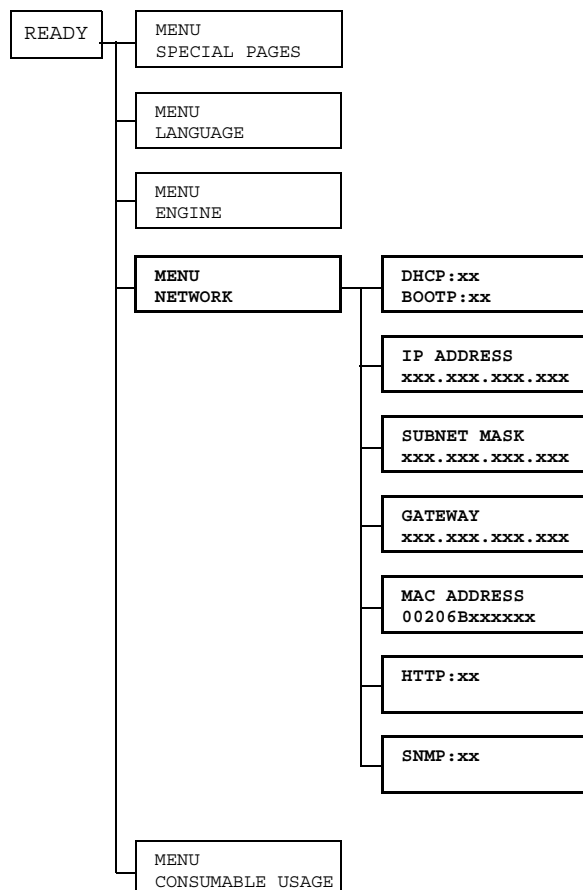 READY
MENU
SPECIAL PAGES
MENU
LANGUAGE
MENU
ENGINE
MENU
NETWORK
DHCP:xx
BOOTP:xx
IP ADDRESS
xxx.xxx.xxx.xxx
SUBNET MASK
xxx.xxx.xxx.xxx
GATEWAY
xxx.xxx.xxx.xxx
MAC ADDRESS
00206Bxxxxxx
HTTP:xx
SNMP:xx
MENU
CONSUMABLE USAGE